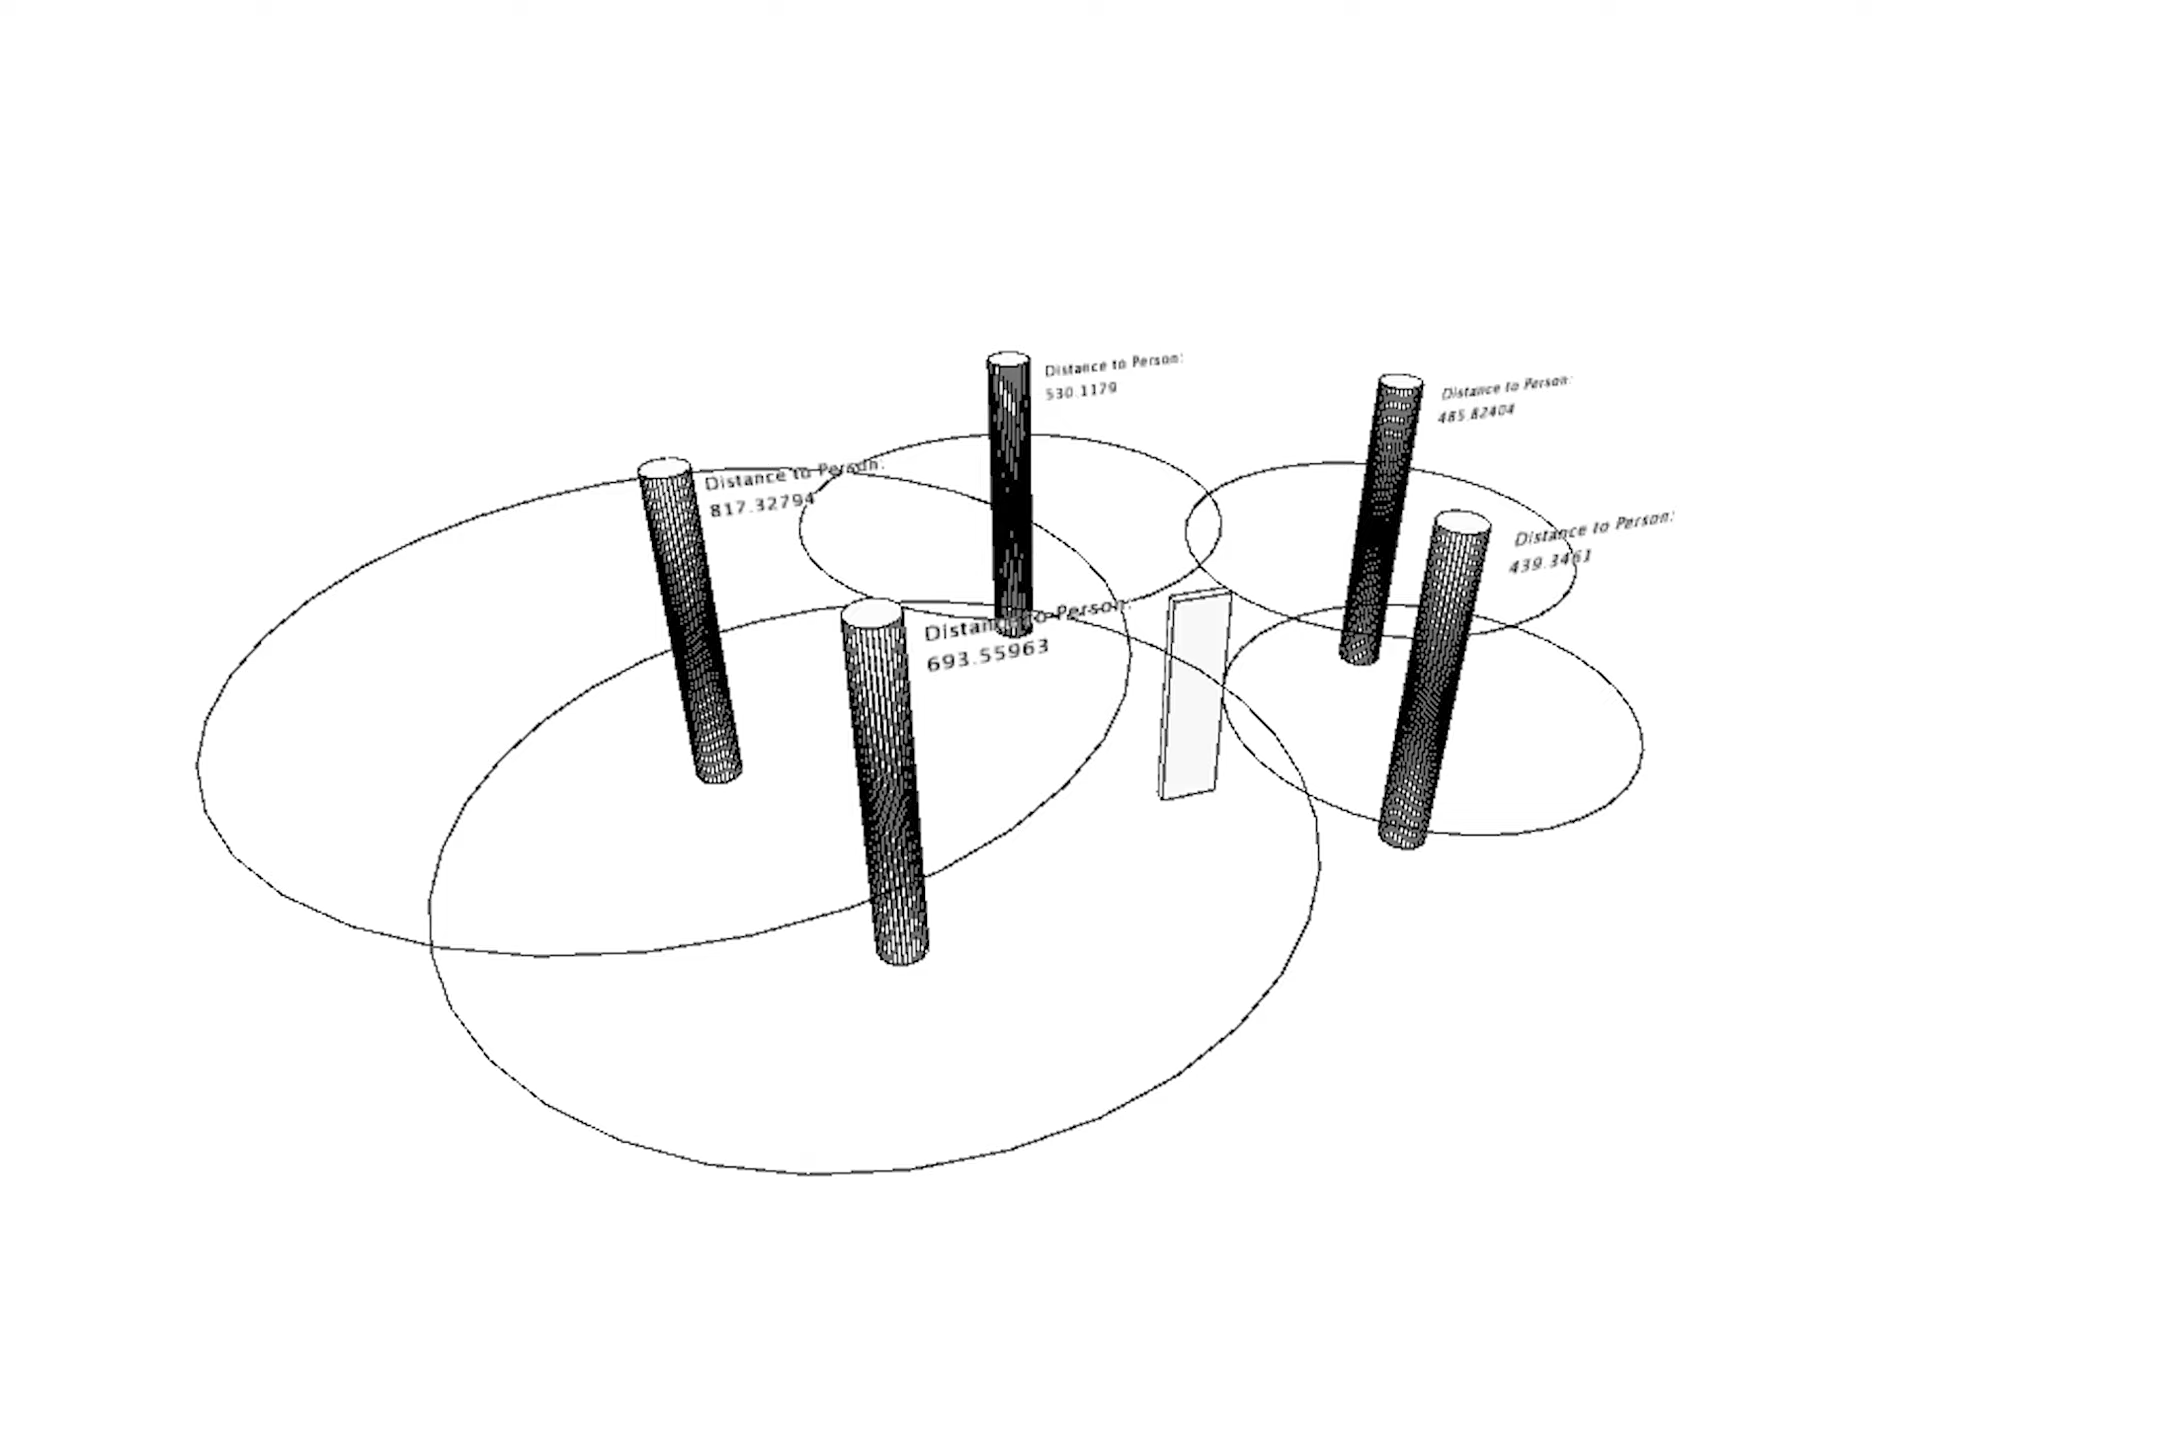 Distance to Person:
530.1179
Distance to Person:
485.82404
Distance to Person:
817.32794
Distance to Person:
439.3461
Distance to Person:
693.55963